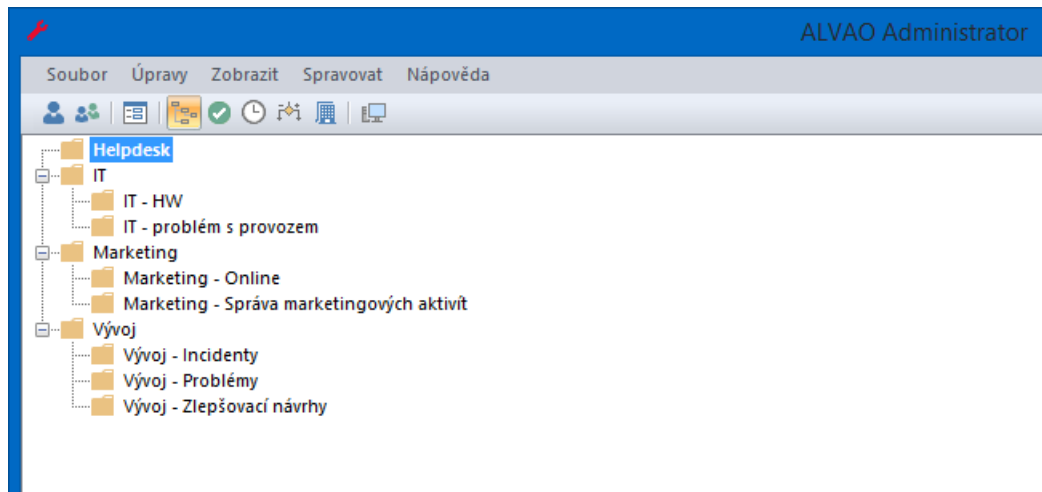 ALVAO Administrator
Soubor Úpravy Zobrazit Spravovat Nápověda
Helpdesk
IT
IT - HW
IT - problém s provozem
Marketing
Marketing - Online
Marketing - Správa marketingových aktivít
Vývoj
Vývoj - Incidenty
Vývoj - Problémy
Vývoj - Zlepšovací návrhy